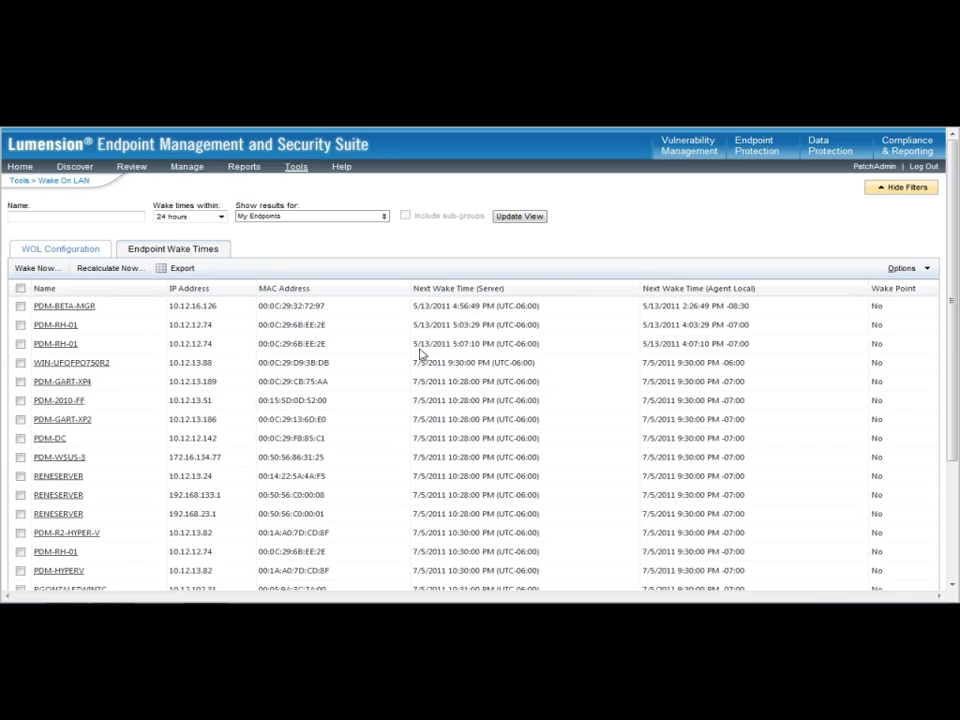 Lumension® Endpoint Management and Security Suite
Vulnerability Management Endpoint Protection Data Protection Compliance & Reporting
Home Discover Review Manage Reports Tools Help PatchAdmin | Log Out
Tools > Wake On LAN
Hide Filters
Name: Wake times within: Show results for:
24 hours My Endpoints Include sub-groups Update View
WOL Configuration Endpoint Wake Times
Wake Now... Recalculate Now... Export Options
Name IP Address MAC Address Next Wake Time (Server) Next Wake Time (Agent Local) Wake Point
PDM-BETA-MGR 10.12.16.126 00:0C:29:32:72:97 5/13/2011 4:56:49 PM (UTC-06:00) 5/13/2011 2:26:49 PM -08:30 No
PDM-RH-01 10.12.12.74 00:0C:29:6B:EE:2E 5/13/2011 5:03:29 PM (UTC-06:00) 5/13/2011 4:03:29 PM -07:00 No
PDM-RH-01 10.12.12.74 00:0C:29:6B:EE:2E 5/13/2011 5:07:10 PM (UTC-06:00) 5/13/2011 4:07:10 PM -07:00 No
WIN-UFOFPO750R2 10.12.13.88 00:0C:29:D9:3B:DB 7/5/2011 9:30:00 PM (UTC-06:00) 7/5/2011 9:30:00 PM -06:00 No
PDM-GART-XP4 10.12.13.189 00:0C:29:CB:75:AA 7/5/2011 10:28:00 PM (UTC-06:00) 7/5/2011 9:30:00 PM -07:00 No
PDM-2010-FF 10.12.13.51 00:15:5D:0D:52:00 7/5/2011 10:28:00 PM (UTC-06:00) 7/5/2011 9:30:00 PM -07:00 No
PDM-GART-XP2 10.12.13.186 00:0C:29:13:6D:E0 7/5/2011 10:28:00 PM (UTC-06:00) 7/5/2011 9:30:00 PM -07:00 No
PDM-DC 10.12.12.142 00:0C:29:F8:85:C1 7/5/2011 10:28:00 PM (UTC-06:00) 7/5/2011 9:30:00 PM -07:00 No
PDM-WSUS-3 172.16.134.77 00:50:56:86:31:25 7/5/2011 10:28:00 PM (UTC-06:00) 7/5/2011 9:30:00 PM -07:00 No
RENESERVER 10.12.13.24 00:14:22:5A:4A:F5 7/5/2011 10:28:00 PM (UTC-06:00) 7/5/2011 9:30:00 PM -07:00 No
RENESERVER 192.168.133.1 00:50:56:C0:00:08 7/5/2011 10:28:00 PM (UTC-06:00) 7/5/2011 9:30:00 PM -07:00 No
RENESERVER 192.168.23.1 00:50:56:C0:00:01 7/5/2011 10:28:00 PM (UTC-06:00) 7/5/2011 9:30:00 PM -07:00 No
PDM-R2-HYPER-V 10.12.13.82 00:1A:A0:7D:CD:8F 7/5/2011 10:30:00 PM (UTC-06:00) 7/5/2011 9:30:00 PM -07:00 No
PDM-RH-01 10.12.12.74 00:0C:29:6B:EE:2E 7/5/2011 10:30:00 PM (UTC-06:00) 7/5/2011 9:30:00 PM -07:00 No
PDM-HYPERV 10.12.13.82 00:1A:A0:7D:CD:8F 7/5/2011 10:30:00 PM (UTC-06:00) 7/5/2011 9:30:00 PM -07:00 No
7/5/2011 10:31:00 PM (UTC-06:00) 7/5/2011 9:30:00 PM -07:00 No